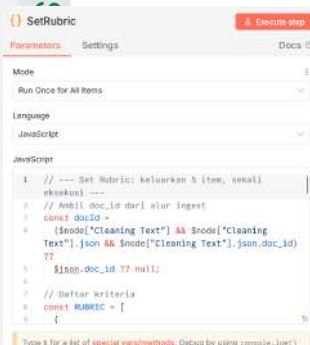 {} SetRubric
Execute step
Parameters
Settings
Docs
Mode
Run Once for All Items
Language
JavaScript
JavaScript
1 // --- Set Rubric: keluarkan 5 item, sekali
eksekusi ---
2 // Ambil doc_id dari alur ingest
3 const docId =
4 ($node["Cleaning Text"] && $node["Cleaning
Text"].json && $node["Cleaning Text"].json.doc_id)
??
5 $json.doc_id ?? null;
6
7 // Daftar kriteria
8 const RUBRIC = [
9 {
Type $ for a list of special vars/methods. Debug by using console.log()